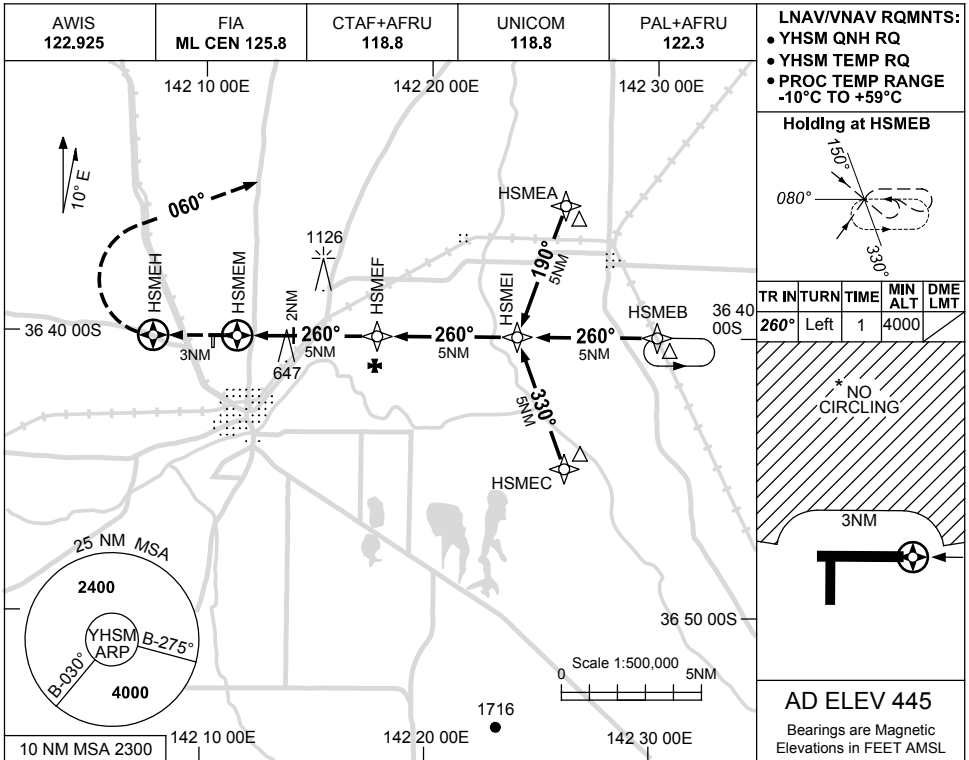 AWIS
122.925
FIA
ML CEN 125.8
CTAF+AFRU
118.8
UNICOM
118.8
PAL+AFRU
122.3
LNAV/VNAV RQMNTS:
• YHSM QNH RQ
• YHSM TEMP RQ
• PROC TEMP RANGE
-10°C TO +59°C
142 10 00E
142 20 00E
142 30 00E
10° E
060°
HSMEA
1126
190°
5NM
HSMEH
HSMEM
2NM
HSMEF
HSMEI
HSMEB
36 40 00S
36 40
00S
3NM
260°
5NM
260°
5NM
260°
5NM
647
330°
5NM
HSMEC
25 NM MSA
2400
YHSM
ARP
B-275°
B-030°
4000
36 50 00S
Scale 1:500,000
0
5NM
1716
10 NM MSA 2300
142 10 00E
142 20 00E
142 30 00E
Holding at HSMEB
150°
080°
330°
TR IN
TURN
TIME
MIN
ALT
DME
LMT
260°
Left
1
4000
* NO
CIRCLING
3NM
AD ELEV 445
Bearings are Magnetic
Elevations in FEET AMSL